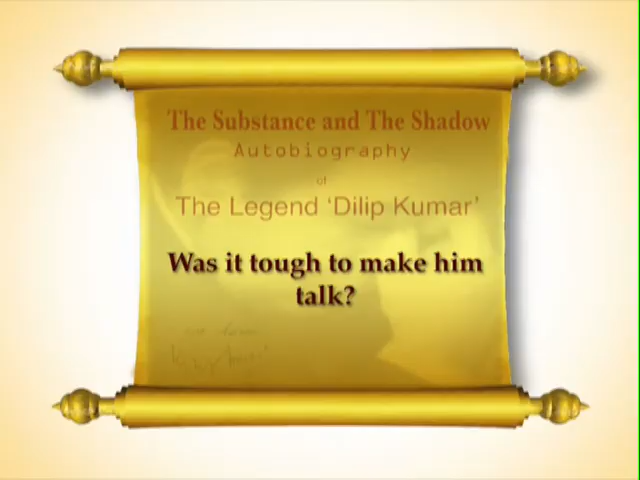 The Substance and The Shadow
Autobiography
of
The Legend ‘Dilip Kumar’
Was it tough to make him
talk?